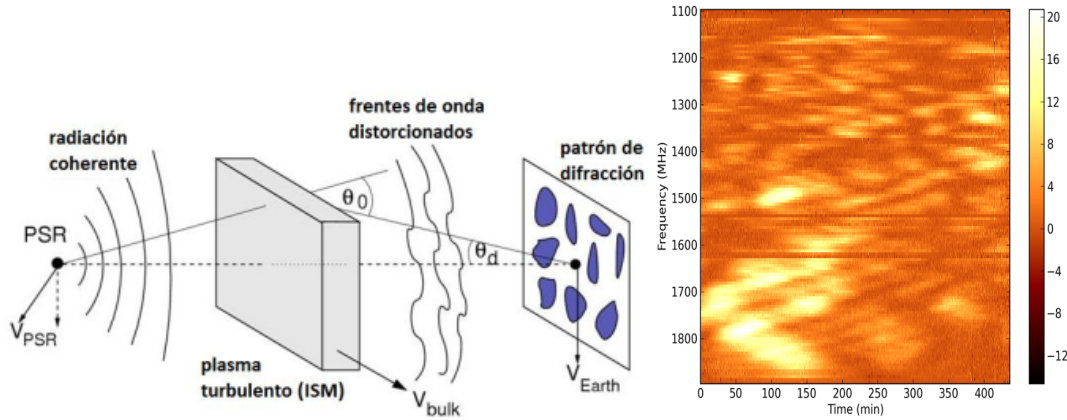 radiación
coherente
PSR
V PSR
plasma
turbulento (ISM)
V bulk
θ0
frentes de onda
distorcionados
θd
patrón de
difracción
V Earth
Frequency (MHz)
1100
1200
1300
1400
1500
1600
1700
1800
0
50
100
150
200
250
300
350
400
Time (min)
20
16
12
8
4
0
−4
−8
−12